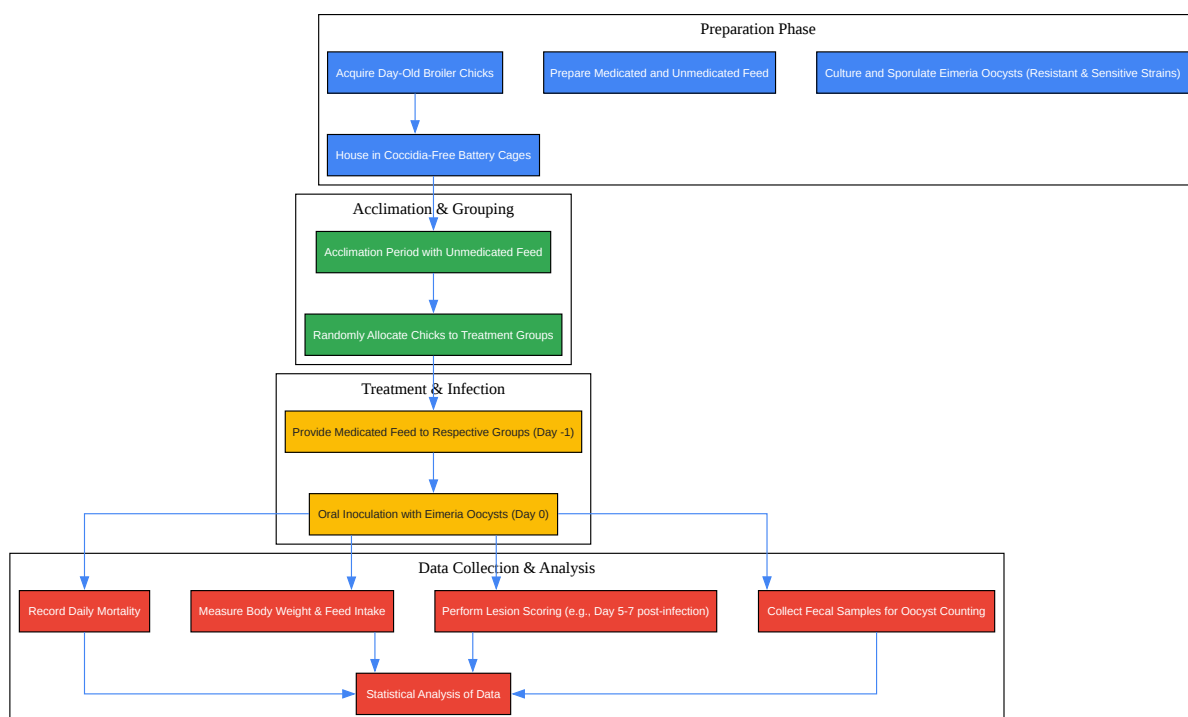 Preparation Phase
Acquire Day-Old Broiler Chicks
Prepare Medicated and Unmedicated Feed
Culture and Sporulate Eimeria Oocysts (Resistant & Sensitive Strains)
House in Coccidia-Free Battery Cages
Acclimation & Grouping
Acclimation Period with Unmedicated Feed
Randomly Allocate Chicks to Treatment Groups
Treatment & Infection
Provide Medicated Feed to Respective Groups (Day -1)
Oral Inoculation with Eimeria Oocysts (Day 0)
Data Collection & Analysis
Record Daily Mortality
Measure Body Weight & Feed Intake
Perform Lesion Scoring (e.g., Day 5-7 post-infection)
Collect Fecal Samples for Oocyst Counting
Statistical Analysis of Data